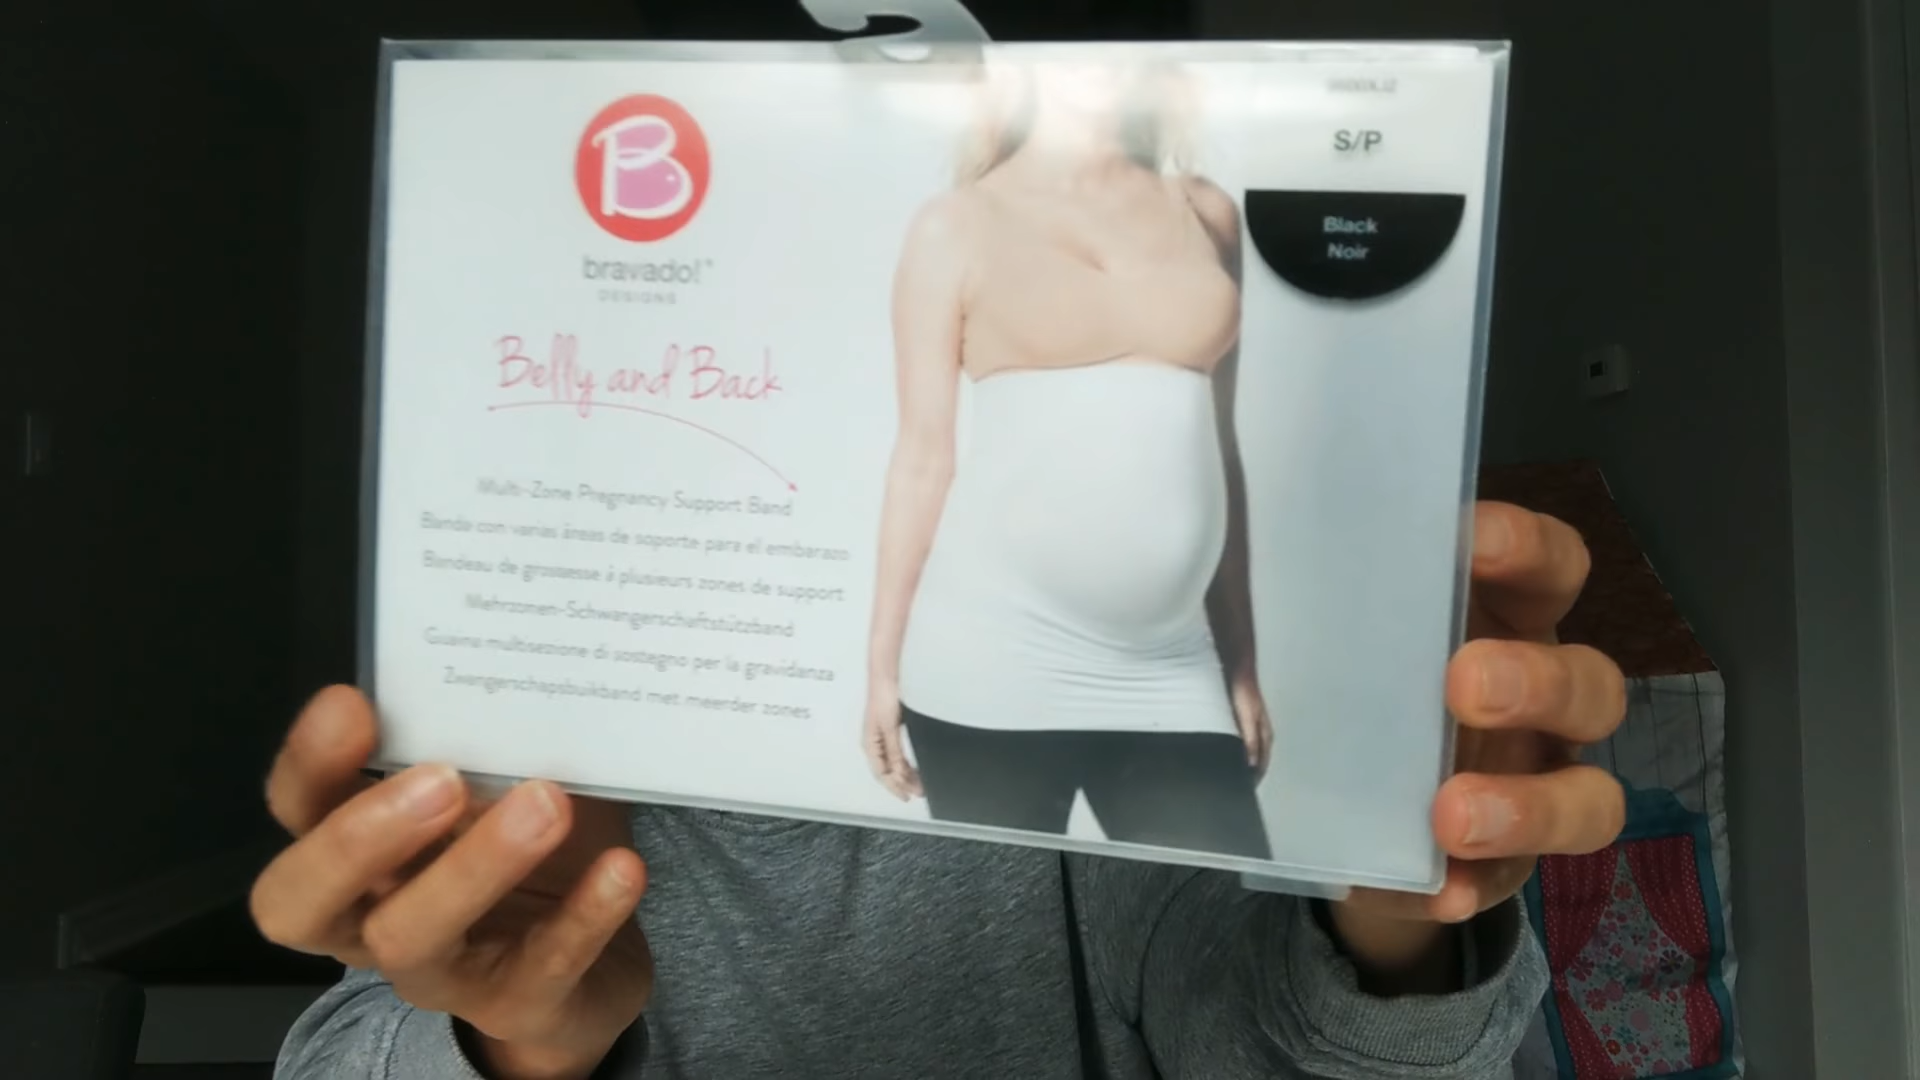 B
bravado!™
DESIGNS
Belly and Back
Multi-Zone Pregnancy Support Band
Banda con varias áreas de soporte para el embarazo
Bandeau de grossesse à plusieurs zones de support
Mehrzonen-Schwangerschaftstützband
Guaina multisezione di sostegno per la gravidanza
Zwangerschapsbuikband met meerder zones
S/P
Black
Noir